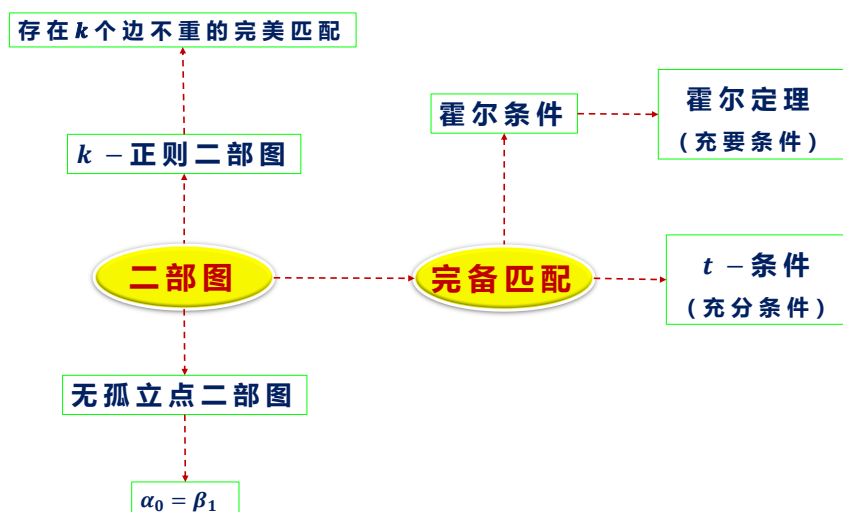 存在k个边不重的完美匹配
霍尔条件
霍尔定理
(充要条件)
k －正则二部图
二部图
完备匹配
t －条件
(充分条件)
无孤立点二部图
α₀ = β₁